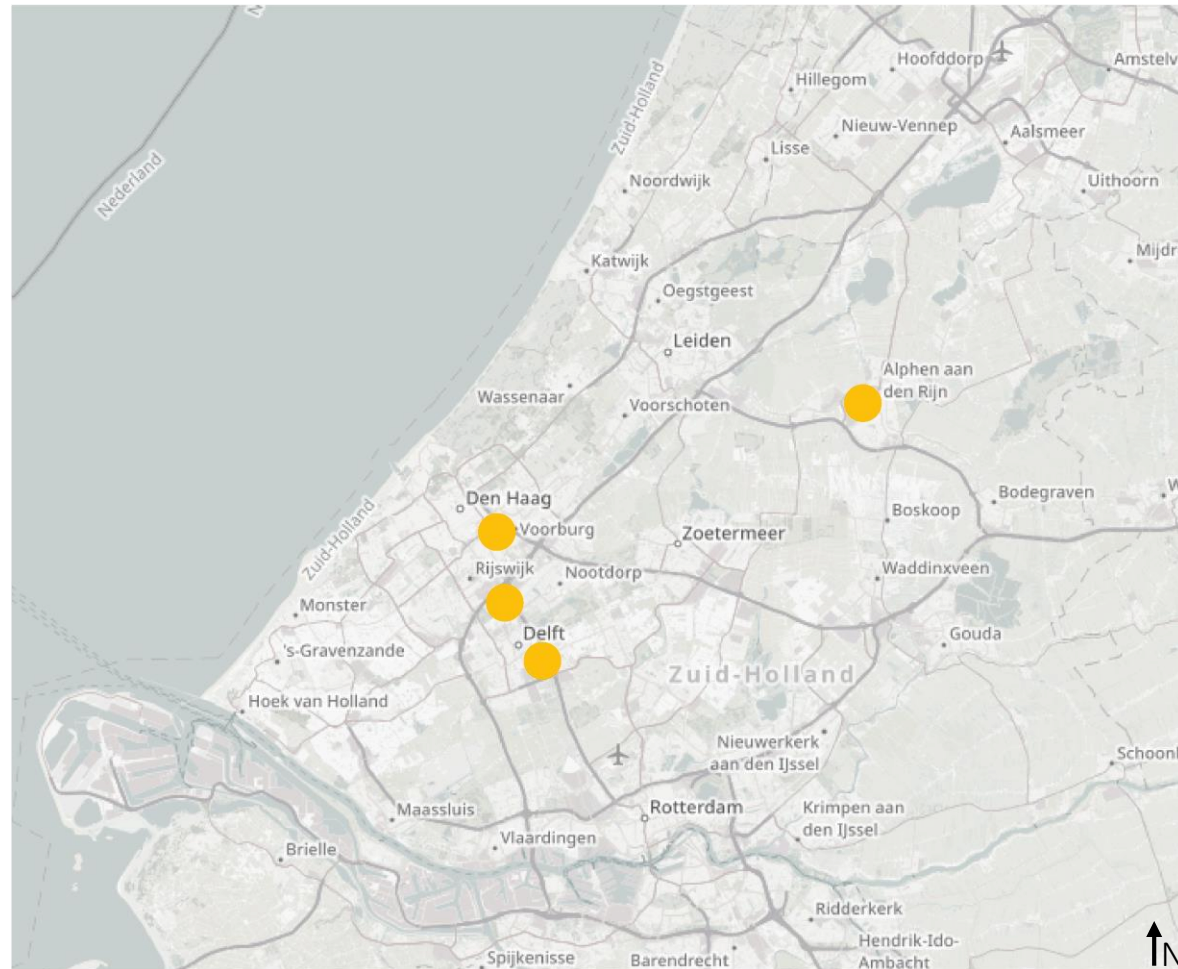 Hoofddorp
Amstelv
Hillegom
Nieuw-Vennep
Aalsmeer
Zuid-Holland
Lisse
Nederland
Noordwijk
Uithoorn
Mijdr
Katwijk
Oegstgeest
Leiden
Alphen aan
den Rijn
Wassenaar
Voorschoten
Den Haag
Bodegraven
W
Boskoop
Voorburg
Zoetermeer
Zuid-Holland
Rijswijk
Nootdorp
Waddinxveen
Monster
Delft
Gouda
's-Gravenzande
Zuid-Holland
Hoek van Holland
Nieuwerkerk
aan den IJssel
Schoonh
Maassluis
Rotterdam
Krimpen aan
den IJssel
Vlaardingen
Brielle
Ridderkerk
Hendrik-Ido-
Ambacht
Spijkenisse
Barendrecht
N